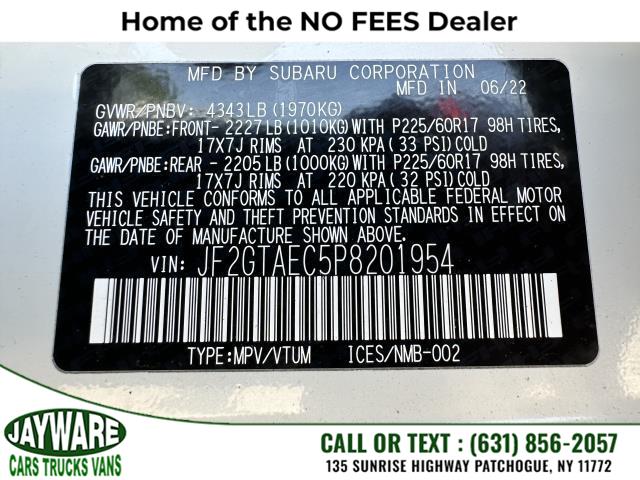 Home of the NO FEES Dealer
MFD BY SUBARU CORPORATION
MFD IN 06/22
GVWR/PNBV: 4343LB (1970KG)
GAWR/PNBE:FRONT- 2227LB(1010KG)WITH P225/60R17 98H TIRES,
17X7J RIMS AT 230 KPA(33 PSI)COLD
GAWR/PNBE:REAR - 2205LB(1000KG)WITH P225/60R17 98H TIRES,
17X7J RIMS AT 220 KPA(32 PSI)COLD
THIS VEHICLE CONFORMS TO ALL APPLICABLE FEDERAL MOTOR
VEHICLE SAFETY AND THEFT PREVENTION STANDARDS IN EFFECT ON
THE DATE OF MANUFACTURE SHOWN ABOVE.
VIN: JF2GTAEC5P8201954
TYPE:MPV/VTUM ICES/NMB-002
JAYWARE
CARS TRUCKS VANS
CALL OR TEXT : (631) 856-2057
135 SUNRISE HIGHWAY PATCHOGUE, NY 11772